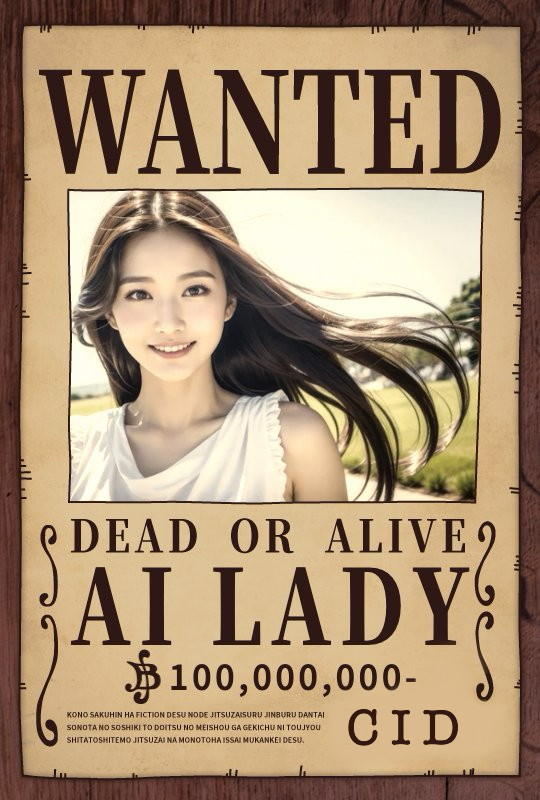 WANTED
DEAD OR ALIVE
AI LADY
฿100,000,000-
KONO SAKUHIN HA FICTION DESU NODE JITSUZAISURU JINBURU DANTAI
SONOTA NO SOSHIKI TO DOITSU NO MEISHOU GA GEKICHU NI TOUJYOU
SHITATOSHITEMO JITSUZAI NA MONOTOHA ISSAI MUKANKEI DESU.
CID